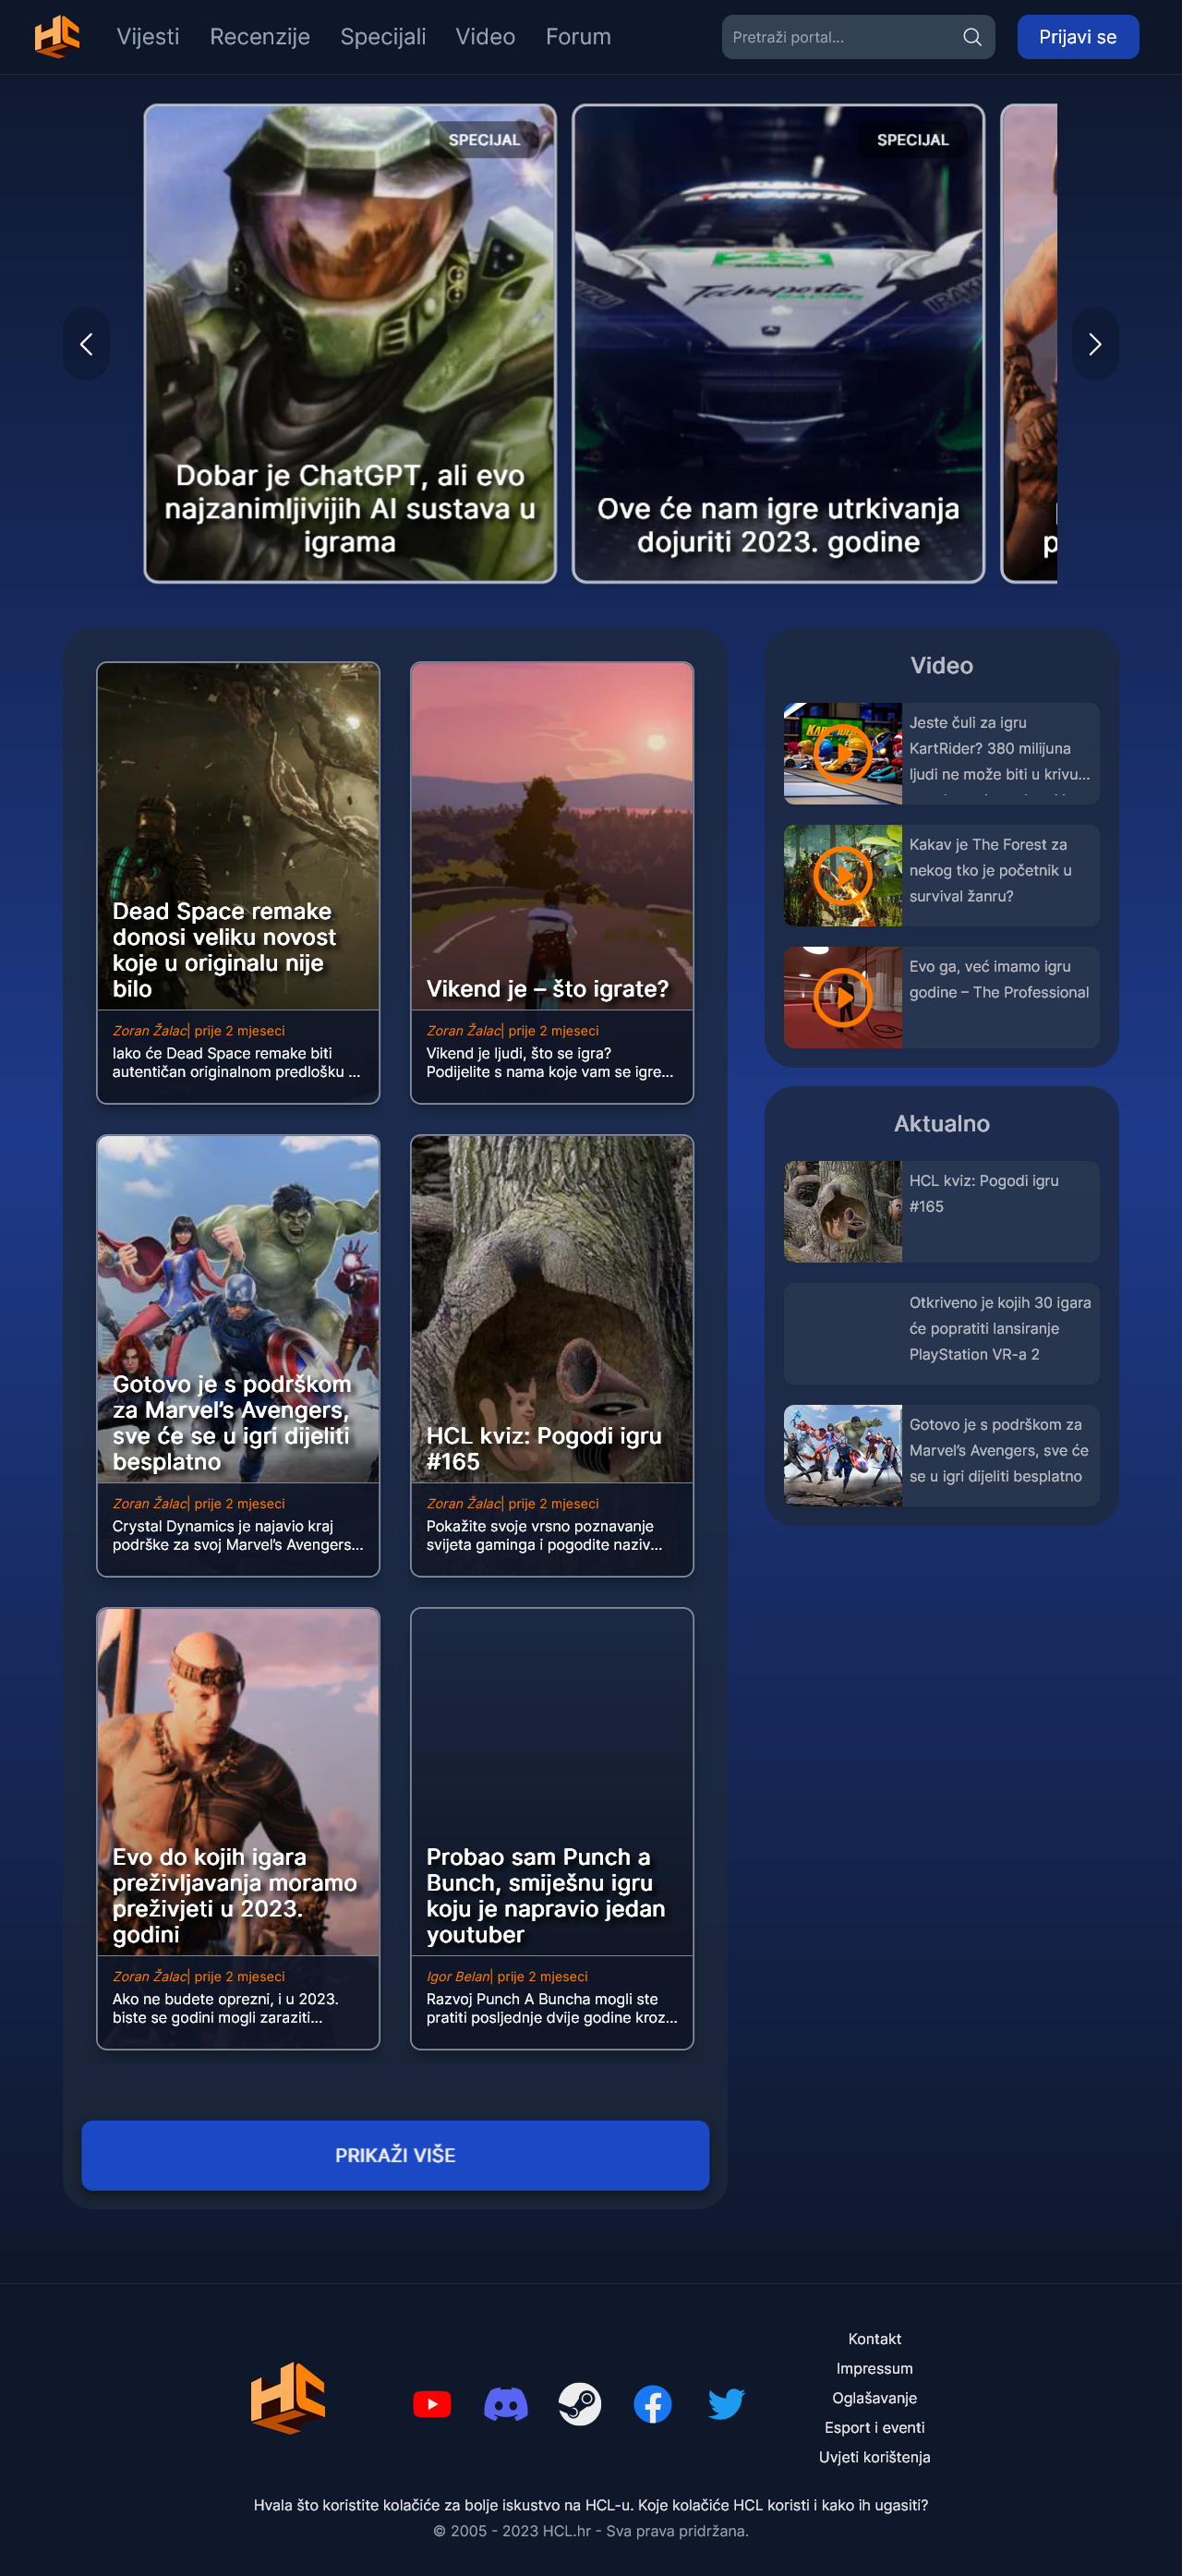 Vijesti Recenzije Specijali Video Forum Pretraži portal... Prijavi se
SPECIJAL
Dobar je ChatGPT, ali evo
najzanimljivijih AI sustava u
igrama
SPECIJAL
Techsports
RACING
Ove će nam igre utrkivanja
dojuriti 2023. godine
Dead Space remake
donosi veliku novost
koje u originalu nije
bilo
Zoran Žalac| prije 2 mjeseci
Iako će Dead Space remake biti
autentičan originalnom predlošku ...
Vikend je – što igrate?
Zoran Žalac| prije 2 mjeseci
Vikend je ljudi, što se igra?
Podijelite s nama koje vam se igre...
Gotovo je s podrškom
za Marvel’s Avengers,
sve će se u igri dijeliti
besplatno
Zoran Žalac| prije 2 mjeseci
Crystal Dynamics je najavio kraj
podrške za svoj Marvel’s Avengers...
HCL kviz: Pogodi igru
#165
Zoran Žalac| prije 2 mjeseci
Pokažite svoje vrsno poznavanje
svijeta gaminga i pogodite naziv...
Evo do kojih igara
preživljavanja moramo
preživjeti u 2023.
godini
Zoran Žalac| prije 2 mjeseci
Ako ne budete oprezni, i u 2023.
biste se godini mogli zaraziti...
Probao sam Punch a
Bunch, smiješnu igru
koju je napravio jedan
youtuber
Igor Belan| prije 2 mjeseci
Razvoj Punch A Buncha mogli ste
pratiti posljednje dvije godine kroz...
PRIKAŽI VIŠE
Video
Jeste čuli za igru
KartRider? 380 milijuna
ljudi ne može biti u krivu...
Kakav je The Forest za
nekog tko je početnik u
survival žanru?
Evo ga, već imamo igru
godine – The Professional
Aktualno
HCL kviz: Pogodi igru
#165
Otkriveno je kojih 30 igara
će popratiti lansiranje
PlayStation VR-a 2
Gotovo je s podrškom za
Marvel’s Avengers, sve će
se u igri dijeliti besplatno
Kontakt
Impressum
Oglašavanje
Esport i eventi
Uvjeti korištenja
Hvala što koristite kolačiće za bolje iskustvo na HCL-u. Koje kolačiće HCL koristi i kako ih ugasiti?
© 2005 - 2023 HCL.hr - Sva prava pridržana.